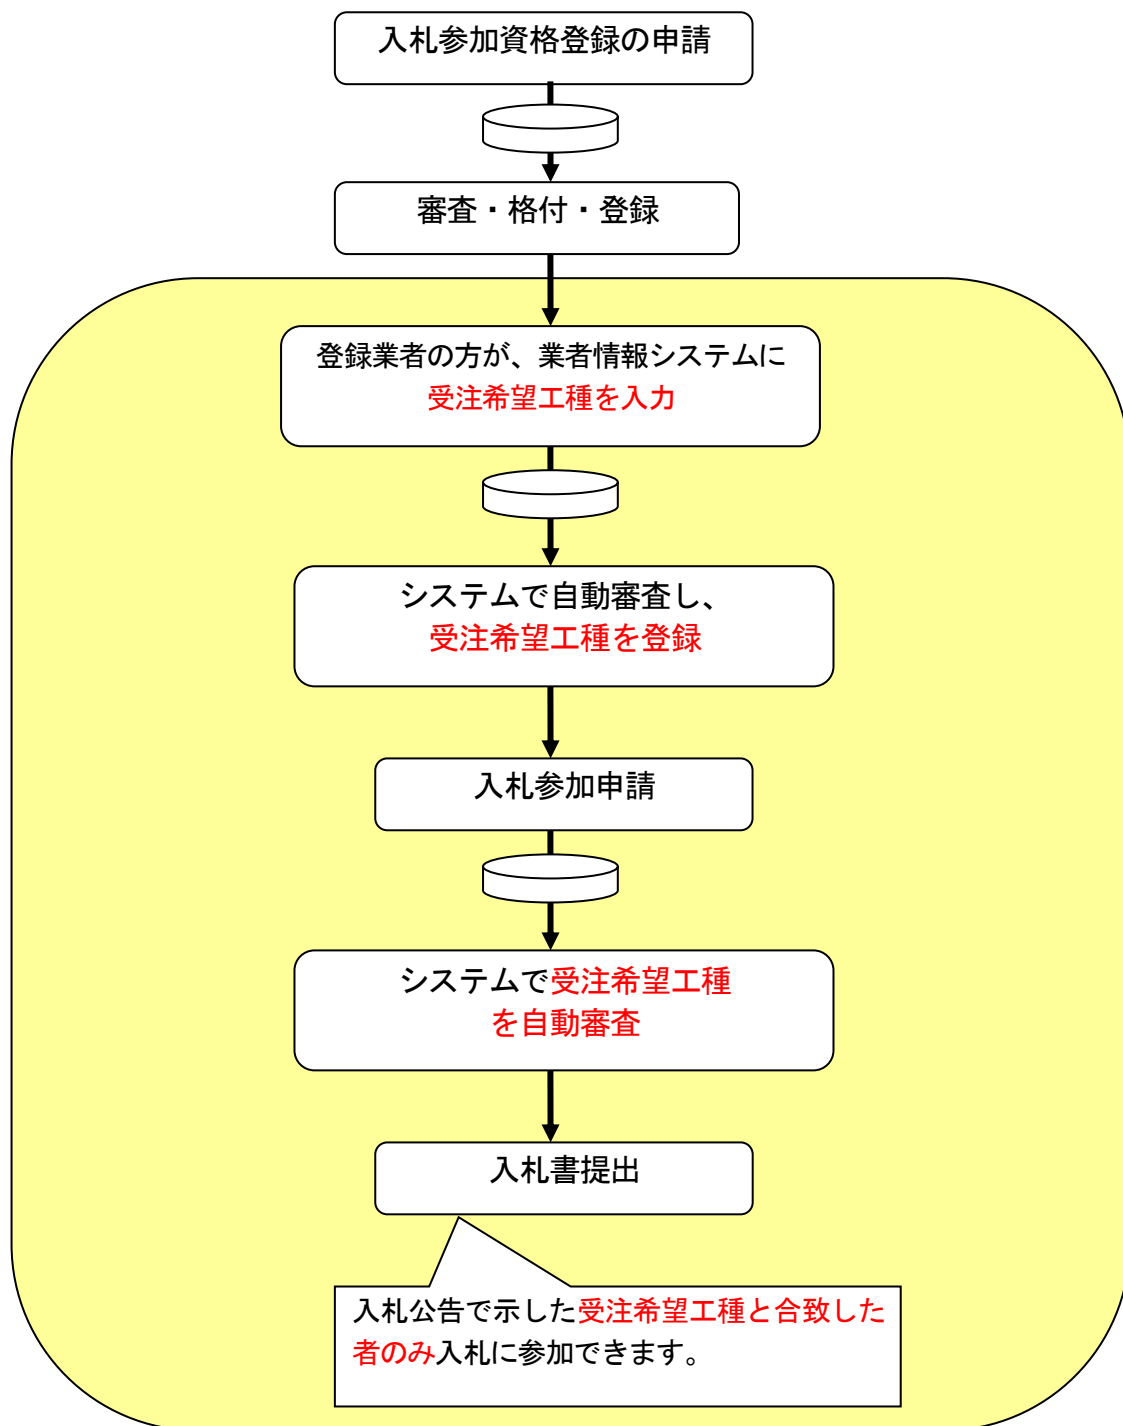 入札参加資格登録の申請
審査・格付・登録
登録業者の方が、業者情報システムに
受注希望工種を入力
システムで自動審査し、
受注希望工種を登録
入札参加申請
システムで受注希望工種
を自動審査
入札書提出
入札公告で示した受注希望工種と合致した
者のみ入札に参加できます。